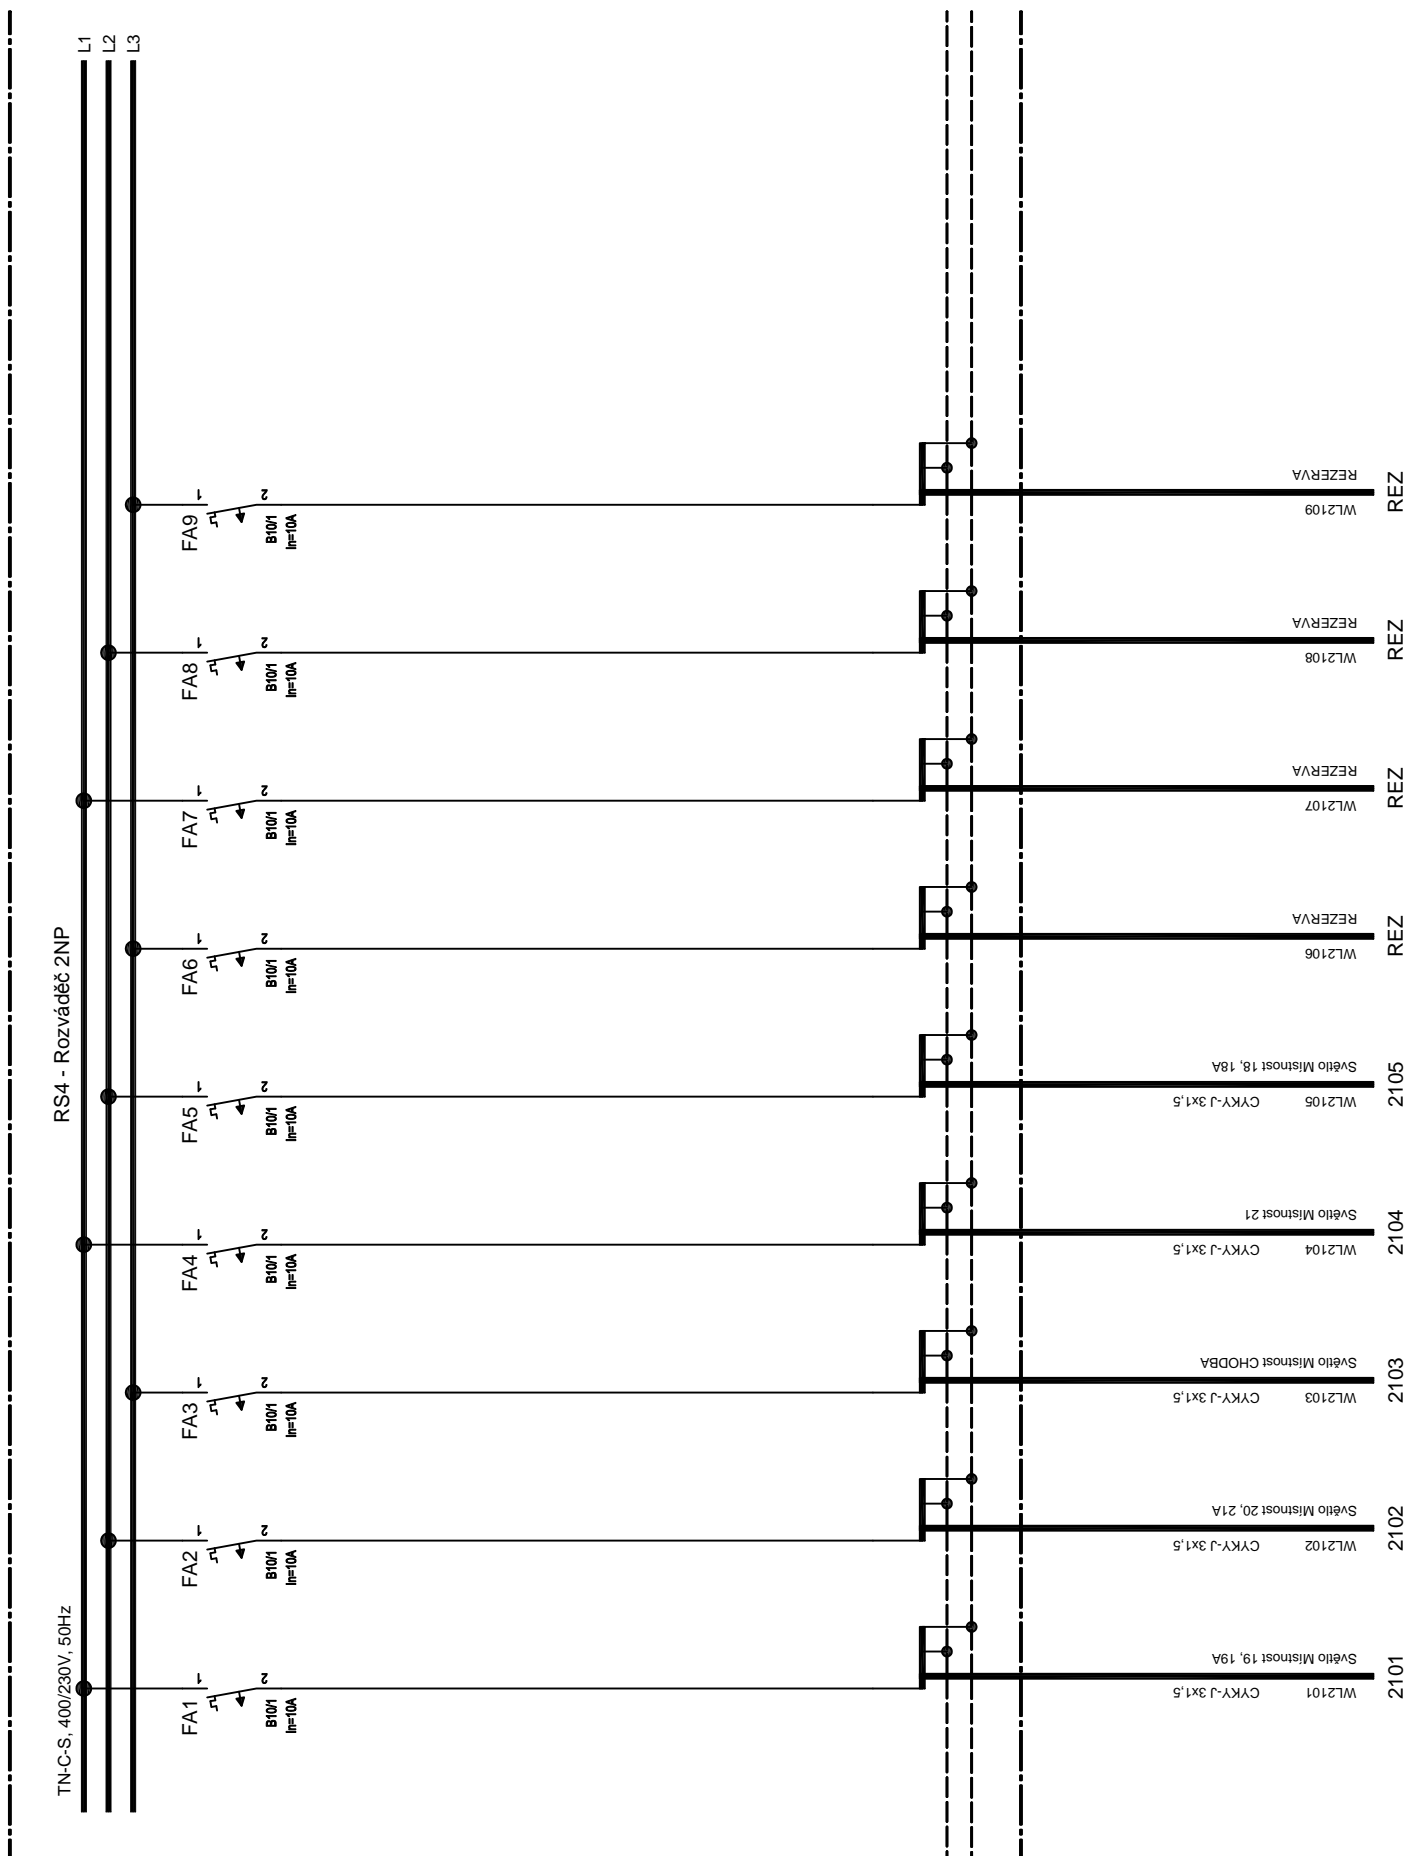 TN-C-S, 400/230V, 50Hz
RS4 - Rozváděč 2NP
L1
L2
L3
FA1
1
2
B10/1
In=10A
FA2
1
2
B10/1
In=10A
FA3
1
2
B10/1
In=10A
FA4
1
2
B10/1
In=10A
FA5
1
2
B10/1
In=10A
FA6
1
2
B10/1
In=10A
FA7
1
2
B10/1
In=10A
FA8
1
2
B10/1
In=10A
FA9
1
2
B10/1
In=10A
WL2101 CYKY-J 3x1,5
Světlo Místnost 19, 19A
2101
WL2102 CYKY-J 3x1,5
Světlo Místnost 20, 21A
2102
WL2103 CYKY-J 3x1,5
Světlo Místnost CHODBA
2103
WL2104 CYKY-J 3x1,5
Světlo Místnost 21
2104
WL2105 CYKY-J 3x1,5
Světlo Místnost 18, 18A
2105
WL2106
REZERVA
REZ
WL2107
REZERVA
REZ
WL2108
REZERVA
REZ
WL2109
REZERVA
REZ